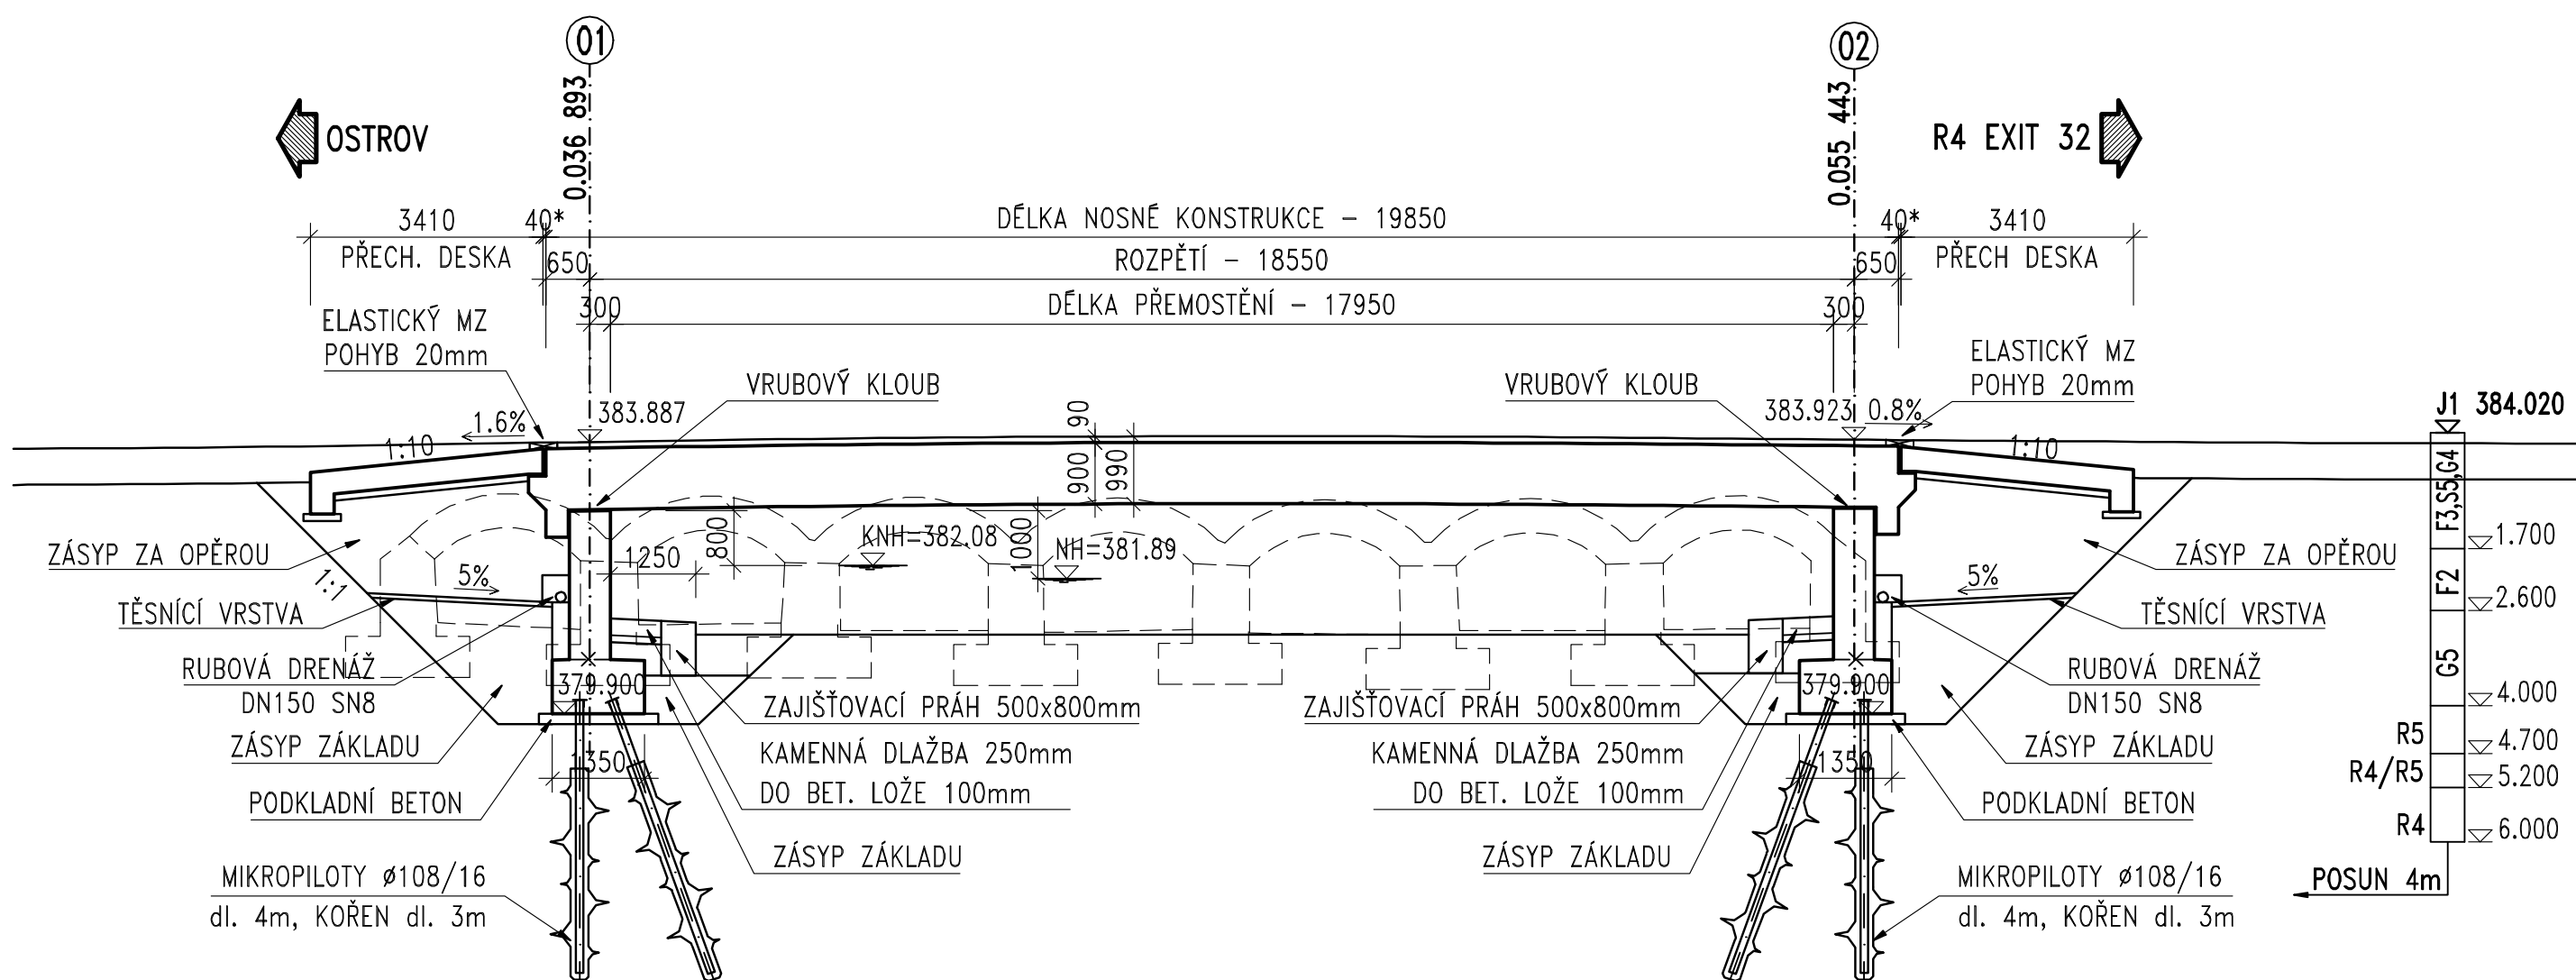 01
02
0.036 893
0.055 443
OSTROV
R4 EXIT 32
3410
40*
DÉLKA NOSNÉ KONSTRUKCE – 19850
40*
3410
PŘECH. DESKA
650
ROZPĚTÍ – 18550
650
PŘECH DESKA
300
DÉLKA PŘEMOSTĚNÍ – 17950
300
ELASTICKÝ MZ
POHYB 20mm
ELASTICKÝ MZ
POHYB 20mm
VRUBOVÝ KLOUB
VRUBOVÝ KLOUB
1.6%
383.887
90
383.923
0.8%
J1 384.020
1:10
900
990
1:10
F3,S5,G4
800
KNH=382.08
1000
NH=381.89
1.700
ZÁSYP ZA OPĚROU
1:1
5%
1250
5%
ZÁSYP ZA OPĚROU
F2
2.600
TĚSNÍCÍ VRSTVA
TĚSNÍCÍ VRSTVA
G5
RUBOVÁ DRENÁŽ
DN150 SN8
379.900
379.900
RUBOVÁ DRENÁŽ
DN150 SN8
4.000
ZAJIŠŤOVACÍ PRÁH 500x800mm
ZAJIŠŤOVACÍ PRÁH 500x800mm
ZÁSYP ZÁKLADU
1350
KAMENNÁ DLAŽBA 250mm
DO BET. LOŽE 100mm
KAMENNÁ DLAŽBA 250mm
DO BET. LOŽE 100mm
1350
ZÁSYP ZÁKLADU
R5
4.700
R4/R5
5.200
PODKLADNÍ BETON
PODKLADNÍ BETON
R4
6.000
ZÁSYP ZÁKLADU
ZÁSYP ZÁKLADU
MIKROPILOTY ø108/16
dl. 4m, KOŘEN dl. 3m
MIKROPILOTY ø108/16
dl. 4m, KOŘEN dl. 3m
POSUN 4m